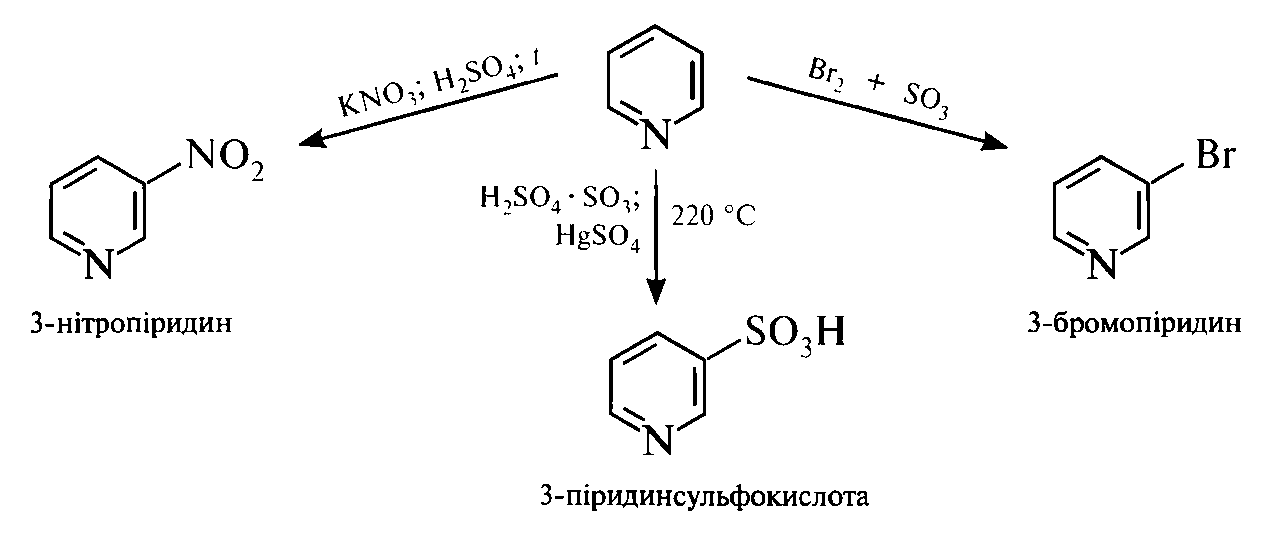 KNO₃; H₂SO₄; t
Br₂ + SO₃
N
NO₂
N
H₂SO₄ · SO₃;
HgSO₄
220 °C
Br
N
3-нітропіридин
3-бромопіридин
SO₃H
N
3-піридинсульфокислота